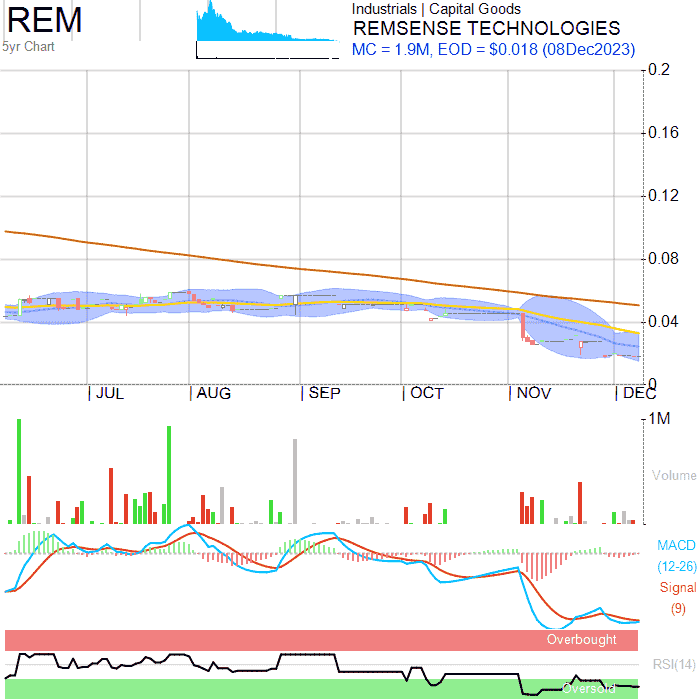 REM
5yr Chart
Industrials | Capital Goods
REMSENSE TECHNOLOGIES
MC = 1.9M, EOD = $0.018 (08Dec2023)
0.2
0.16
0.12
0.08
0.04
0
JUL AUG SEP OCT NOV DEC
1M
Volume
MACD
(12-26)
Signal
(9)
Overbought
RSI(14)
Oversold